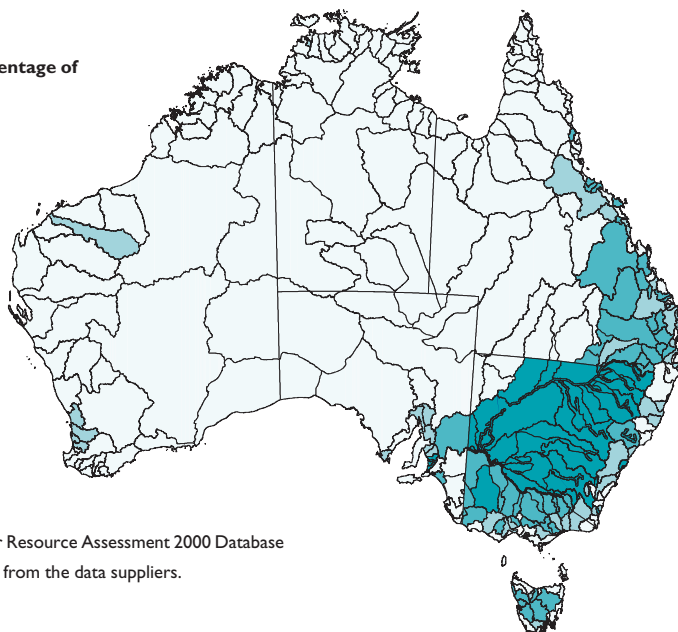 entage of
r Resource Assessment 2000 Database
from the data suppliers.